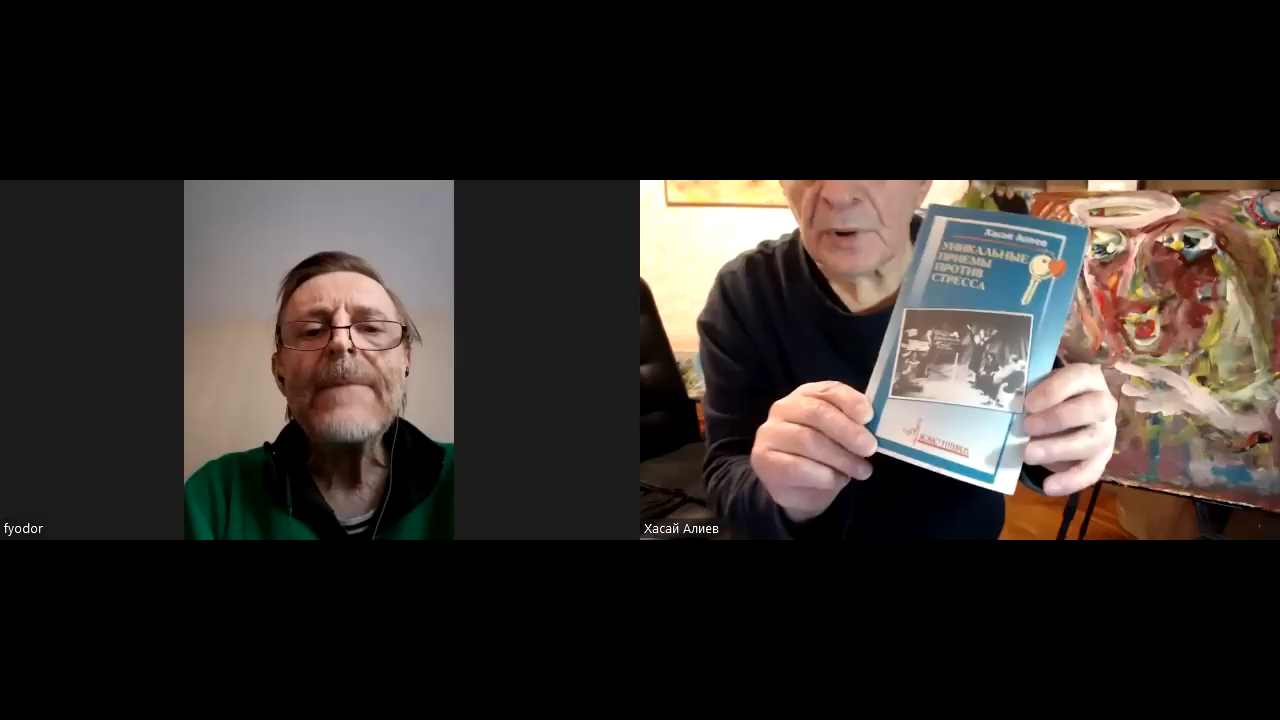 Хасай Алиев
УНИКАЛЬНЫЕ
ПРИЕМЫ
ПРОТИВ
СТРЕССА
fyodor
Хасай Алиев